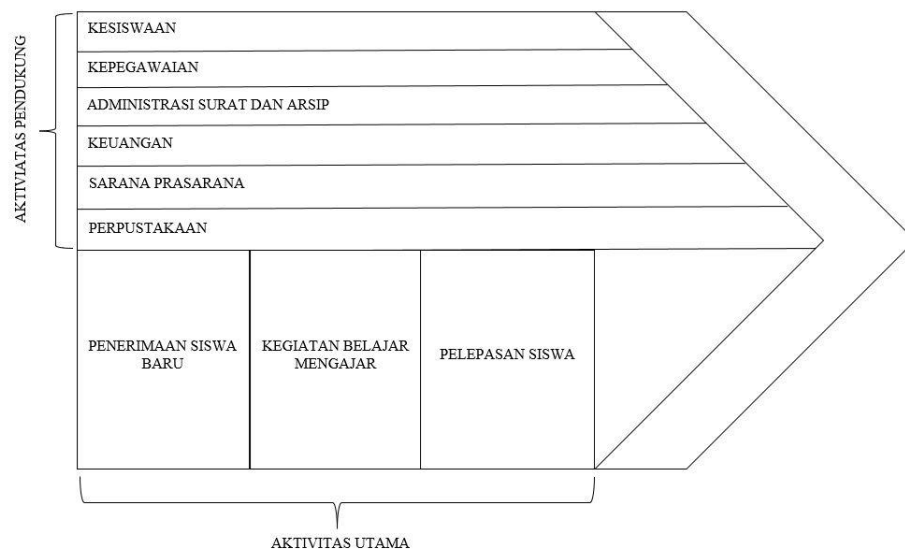 AKTIVIATAS PENDUKUNG
KESISWAAN
KEPEGAWAIAN
ADMINISTRASI SURAT DAN ARSIP
KEUANGAN
SARANA PRASARANA
PERPUSTAKAAN
PENERIMAAN SISWA
BARU
KEGIATAN BELAJAR
MENGAJAR
PELEPASAN SISWA
AKTIVITAS UTAMA